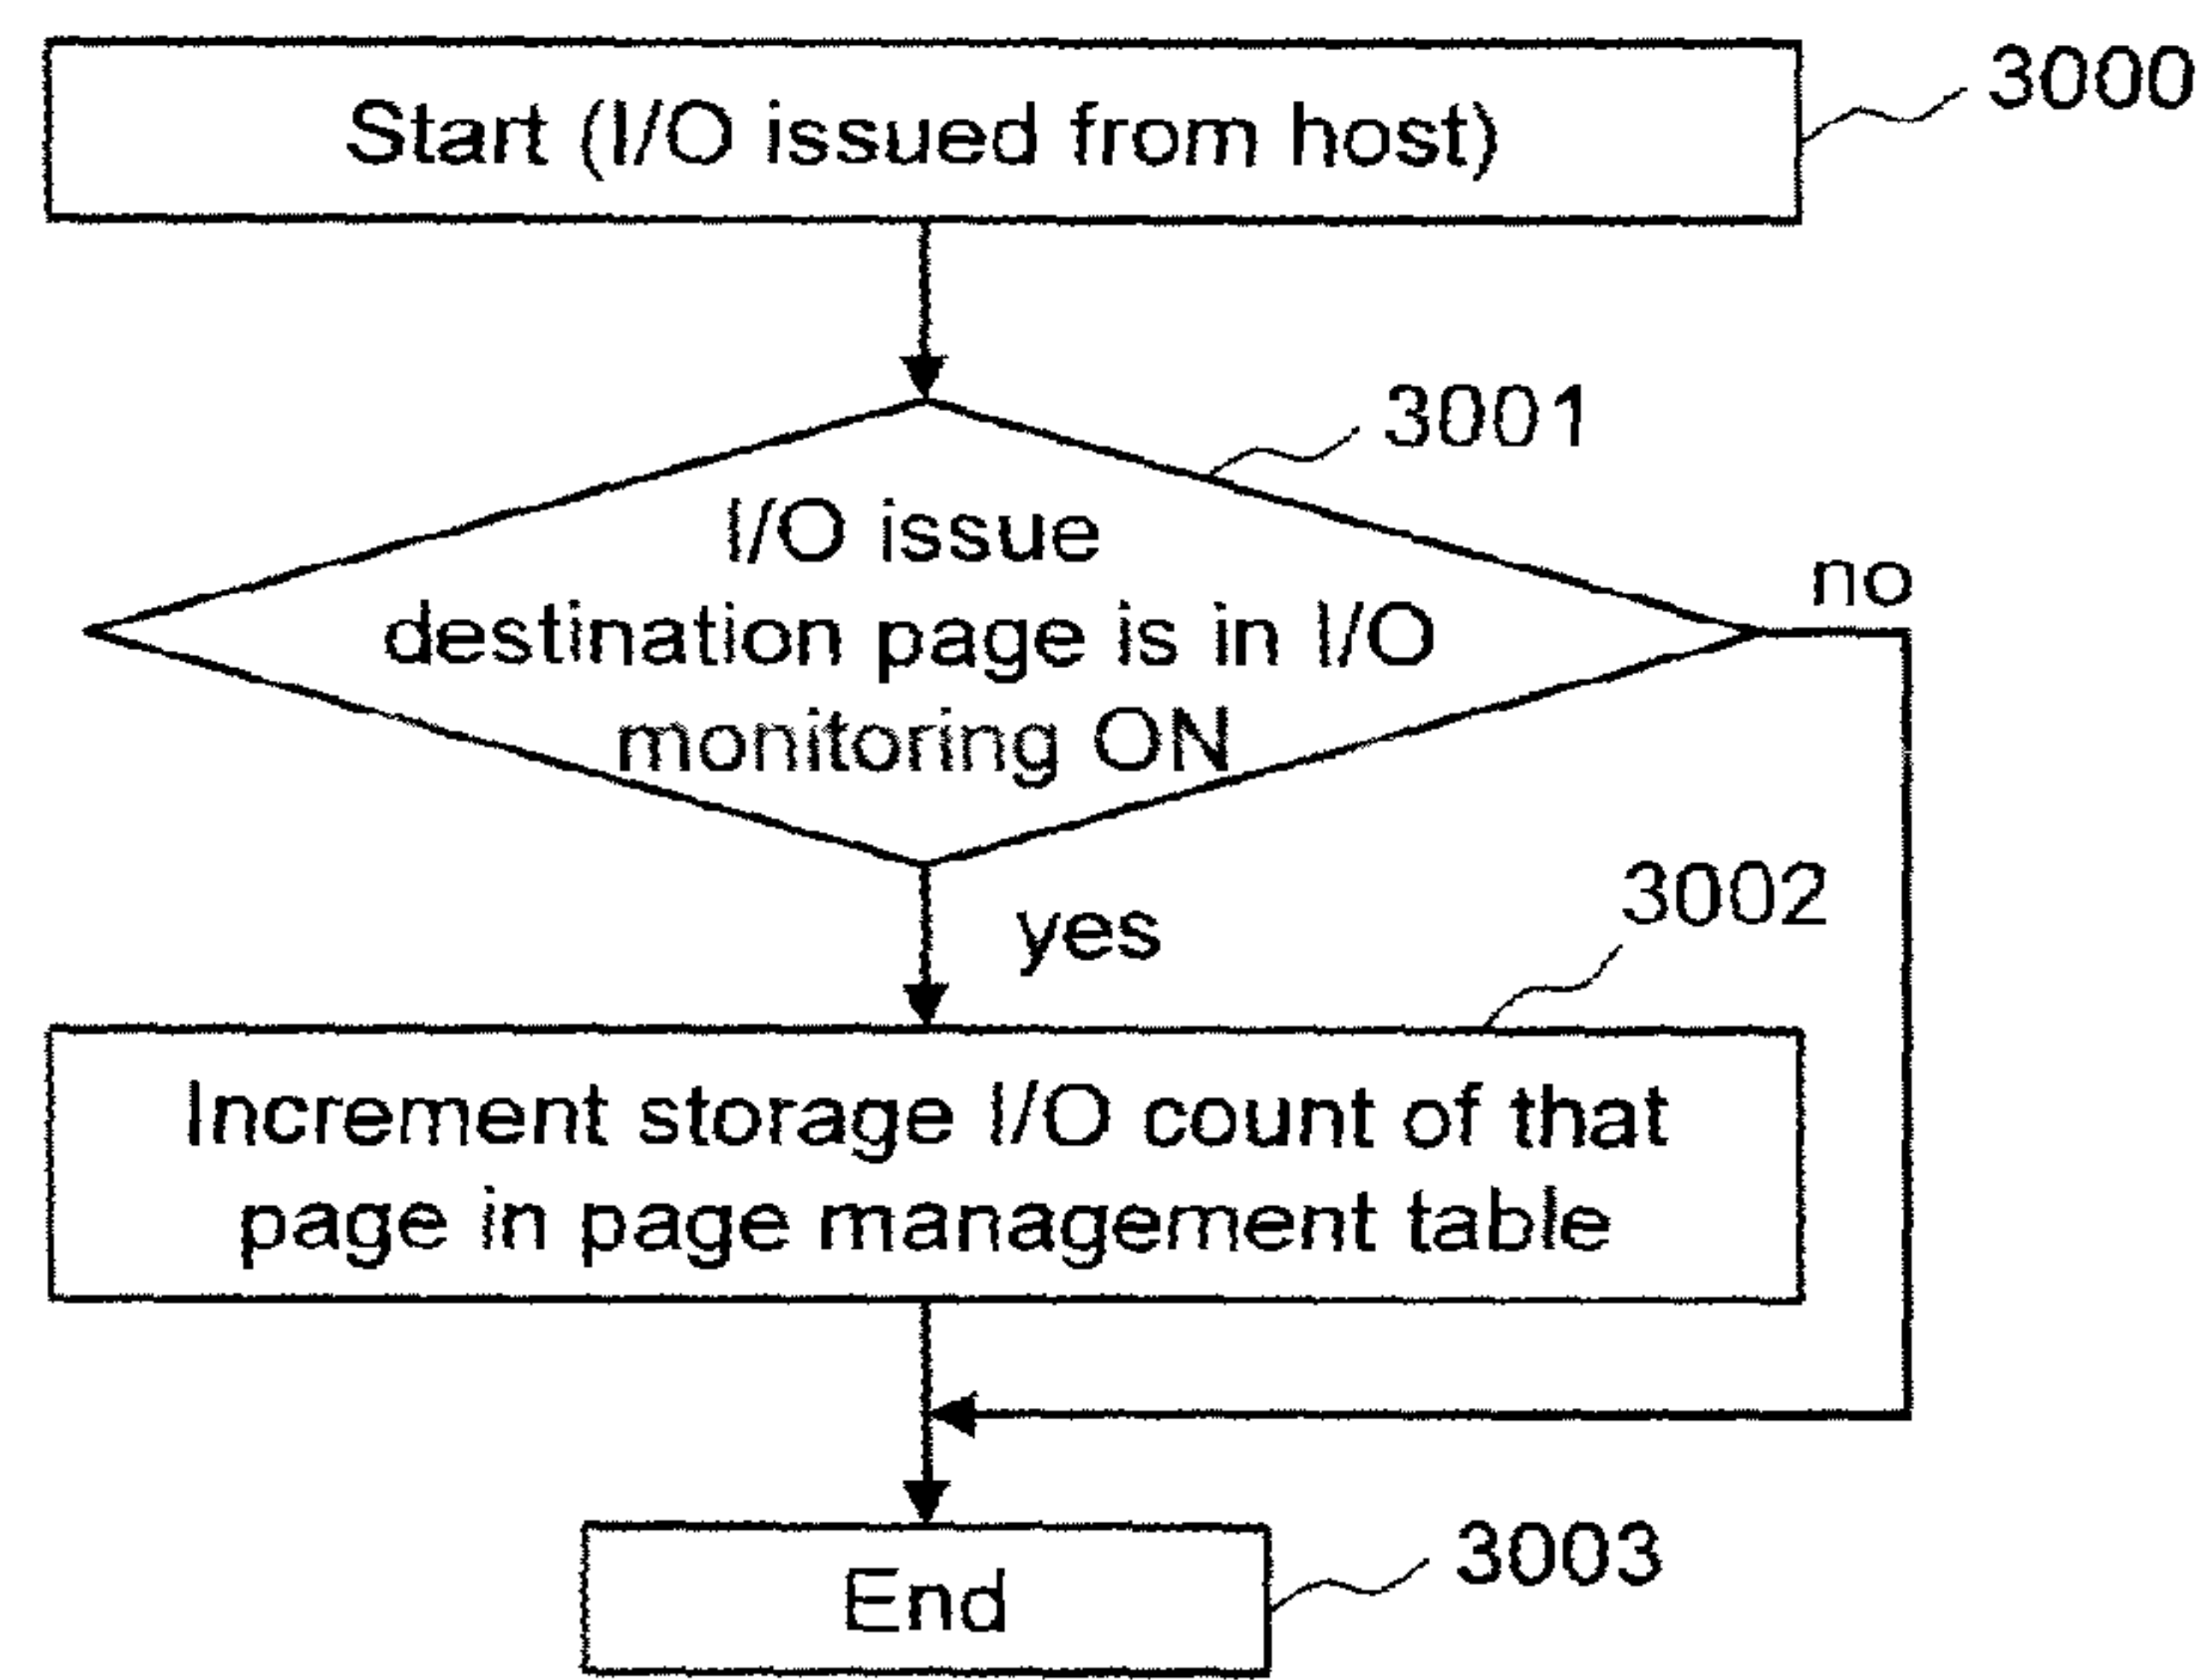 Start (I/O issued from host)
3000
3001
I/O issue
destination page is in I/O
monitoring ON
no
yes
3002
Increment storage I/O count of that
page in page management table
End
3003